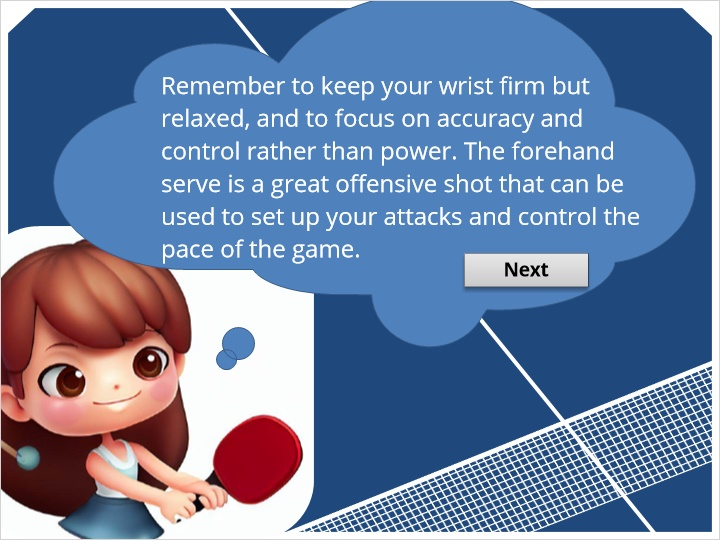 Remember to keep your wrist firm but
relaxed, and to focus on accuracy and
control rather than power. The forehand
serve is a great offensive shot that can be
used to set up your attacks and control the
pace of the game.
Next